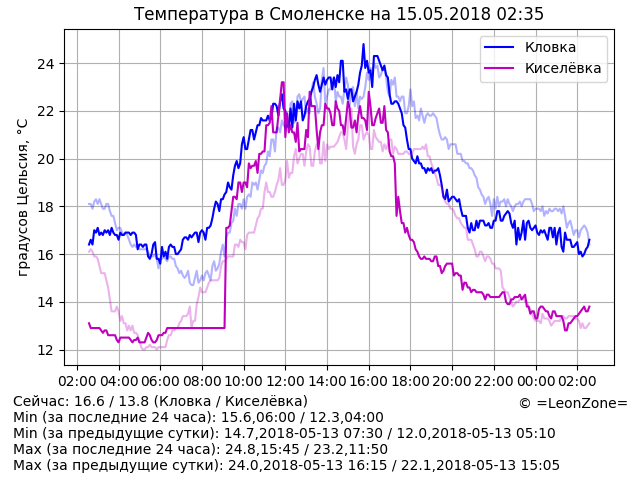 Температура в Смоленске на 15.05.2018 02:35
Кловка
Киселёвка
градусов Цельсия, °C
24
22
20
18
16
14
12
02:00 04:00 06:00 08:00 10:00 12:00 14:00 16:00 18:00 20:00 22:00 00:00 02:00
Сейчас: 16.6 / 13.8 (Кловка / Киселёвка)
© =LeonZone=
Min (за последние 24 часа): 15.6,06:00 / 12.3,04:00
Min (за предыдущие сутки): 14.7,2018-05-13 07:30 / 12.0,2018-05-13 05:10
Max (за последние 24 часа): 24.8,15:45 / 23.2,11:50
Max (за предыдущие сутки): 24.0,2018-05-13 16:15 / 22.1,2018-05-13 15:05